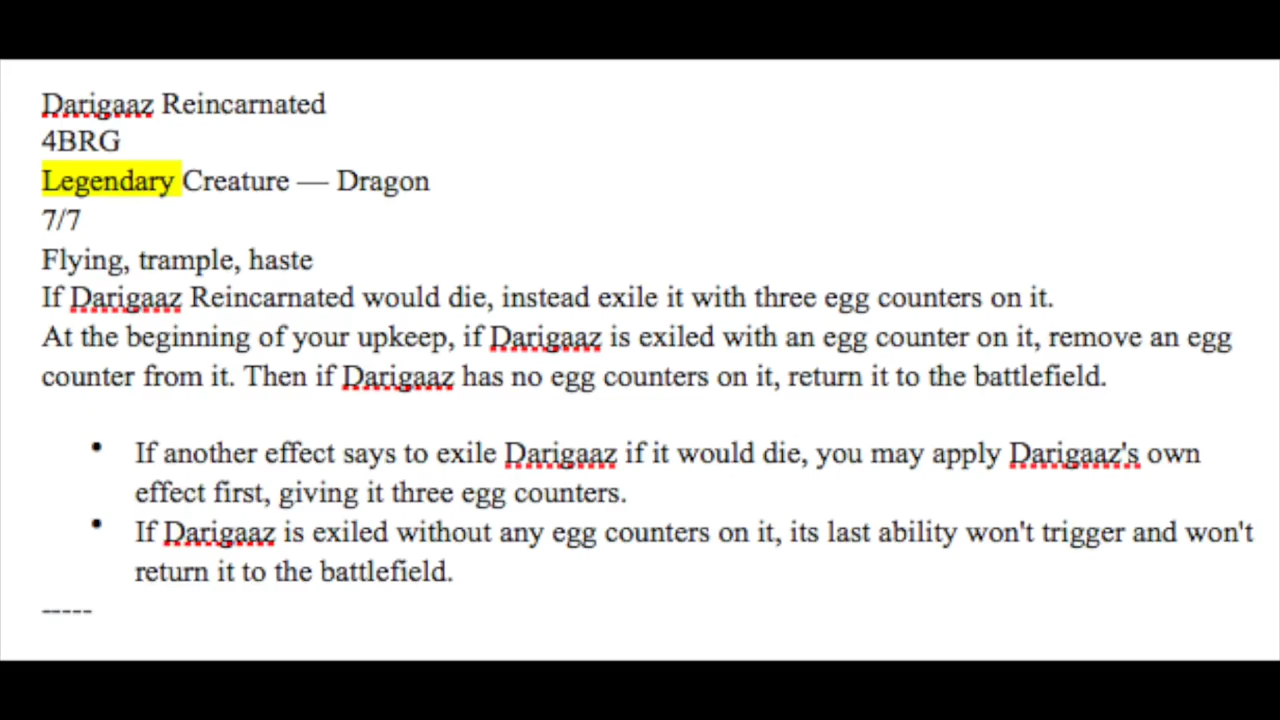 Darigaaz Reincarnated
4BRG
Legendary Creature — Dragon
7/7
Flying, trample, haste
If Darigaaz Reincarnated would die, instead exile it with three egg counters on it.
At the beginning of your upkeep, if Darigaaz is exiled with an egg counter on it, remove an egg
counter from it. Then if Darigaaz has no egg counters on it, return it to the battlefield.
• If another effect says to exile Darigaaz if it would die, you may apply Darigaaz's own
effect first, giving it three egg counters.
• If Darigaaz is exiled without any egg counters on it, its last ability won't trigger and won't
return it to the battlefield.
-----